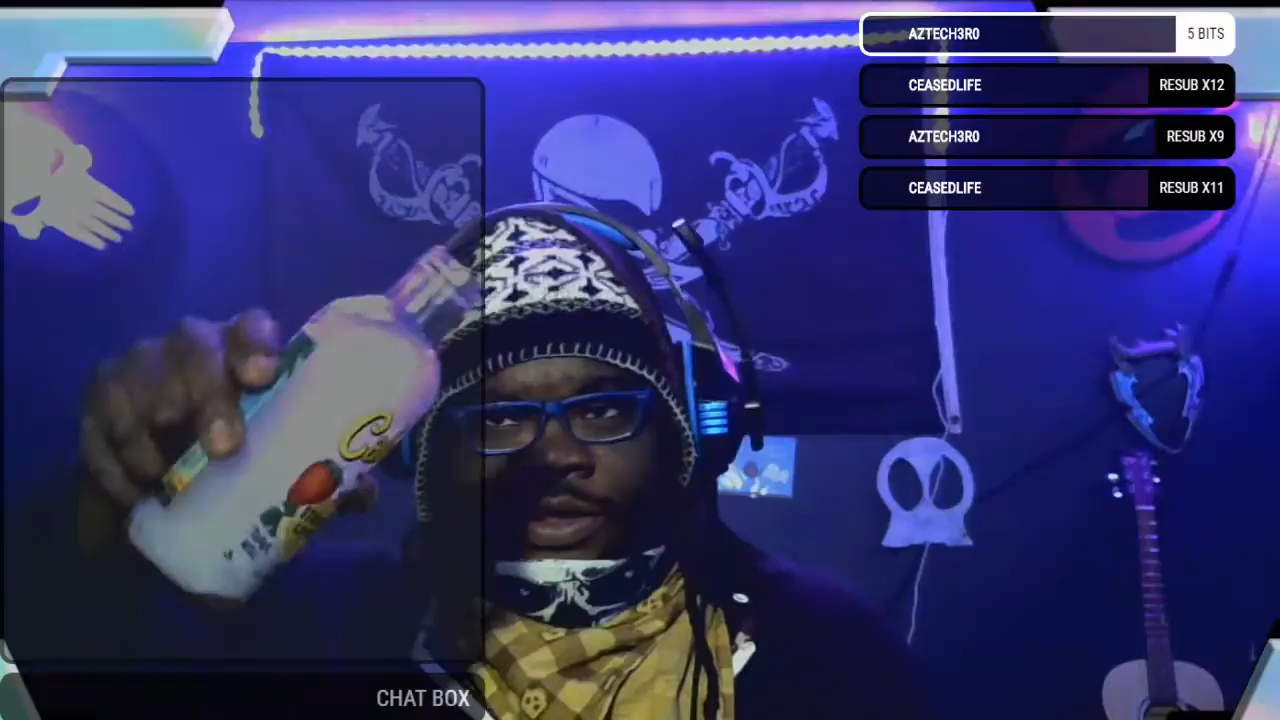 AZTECH3R0 5 BITS
CEASEDLIFE RESUB X12
AZTECH3R0 RESUB X9
CEASEDLIFE RESUB X11
CHAT BOX